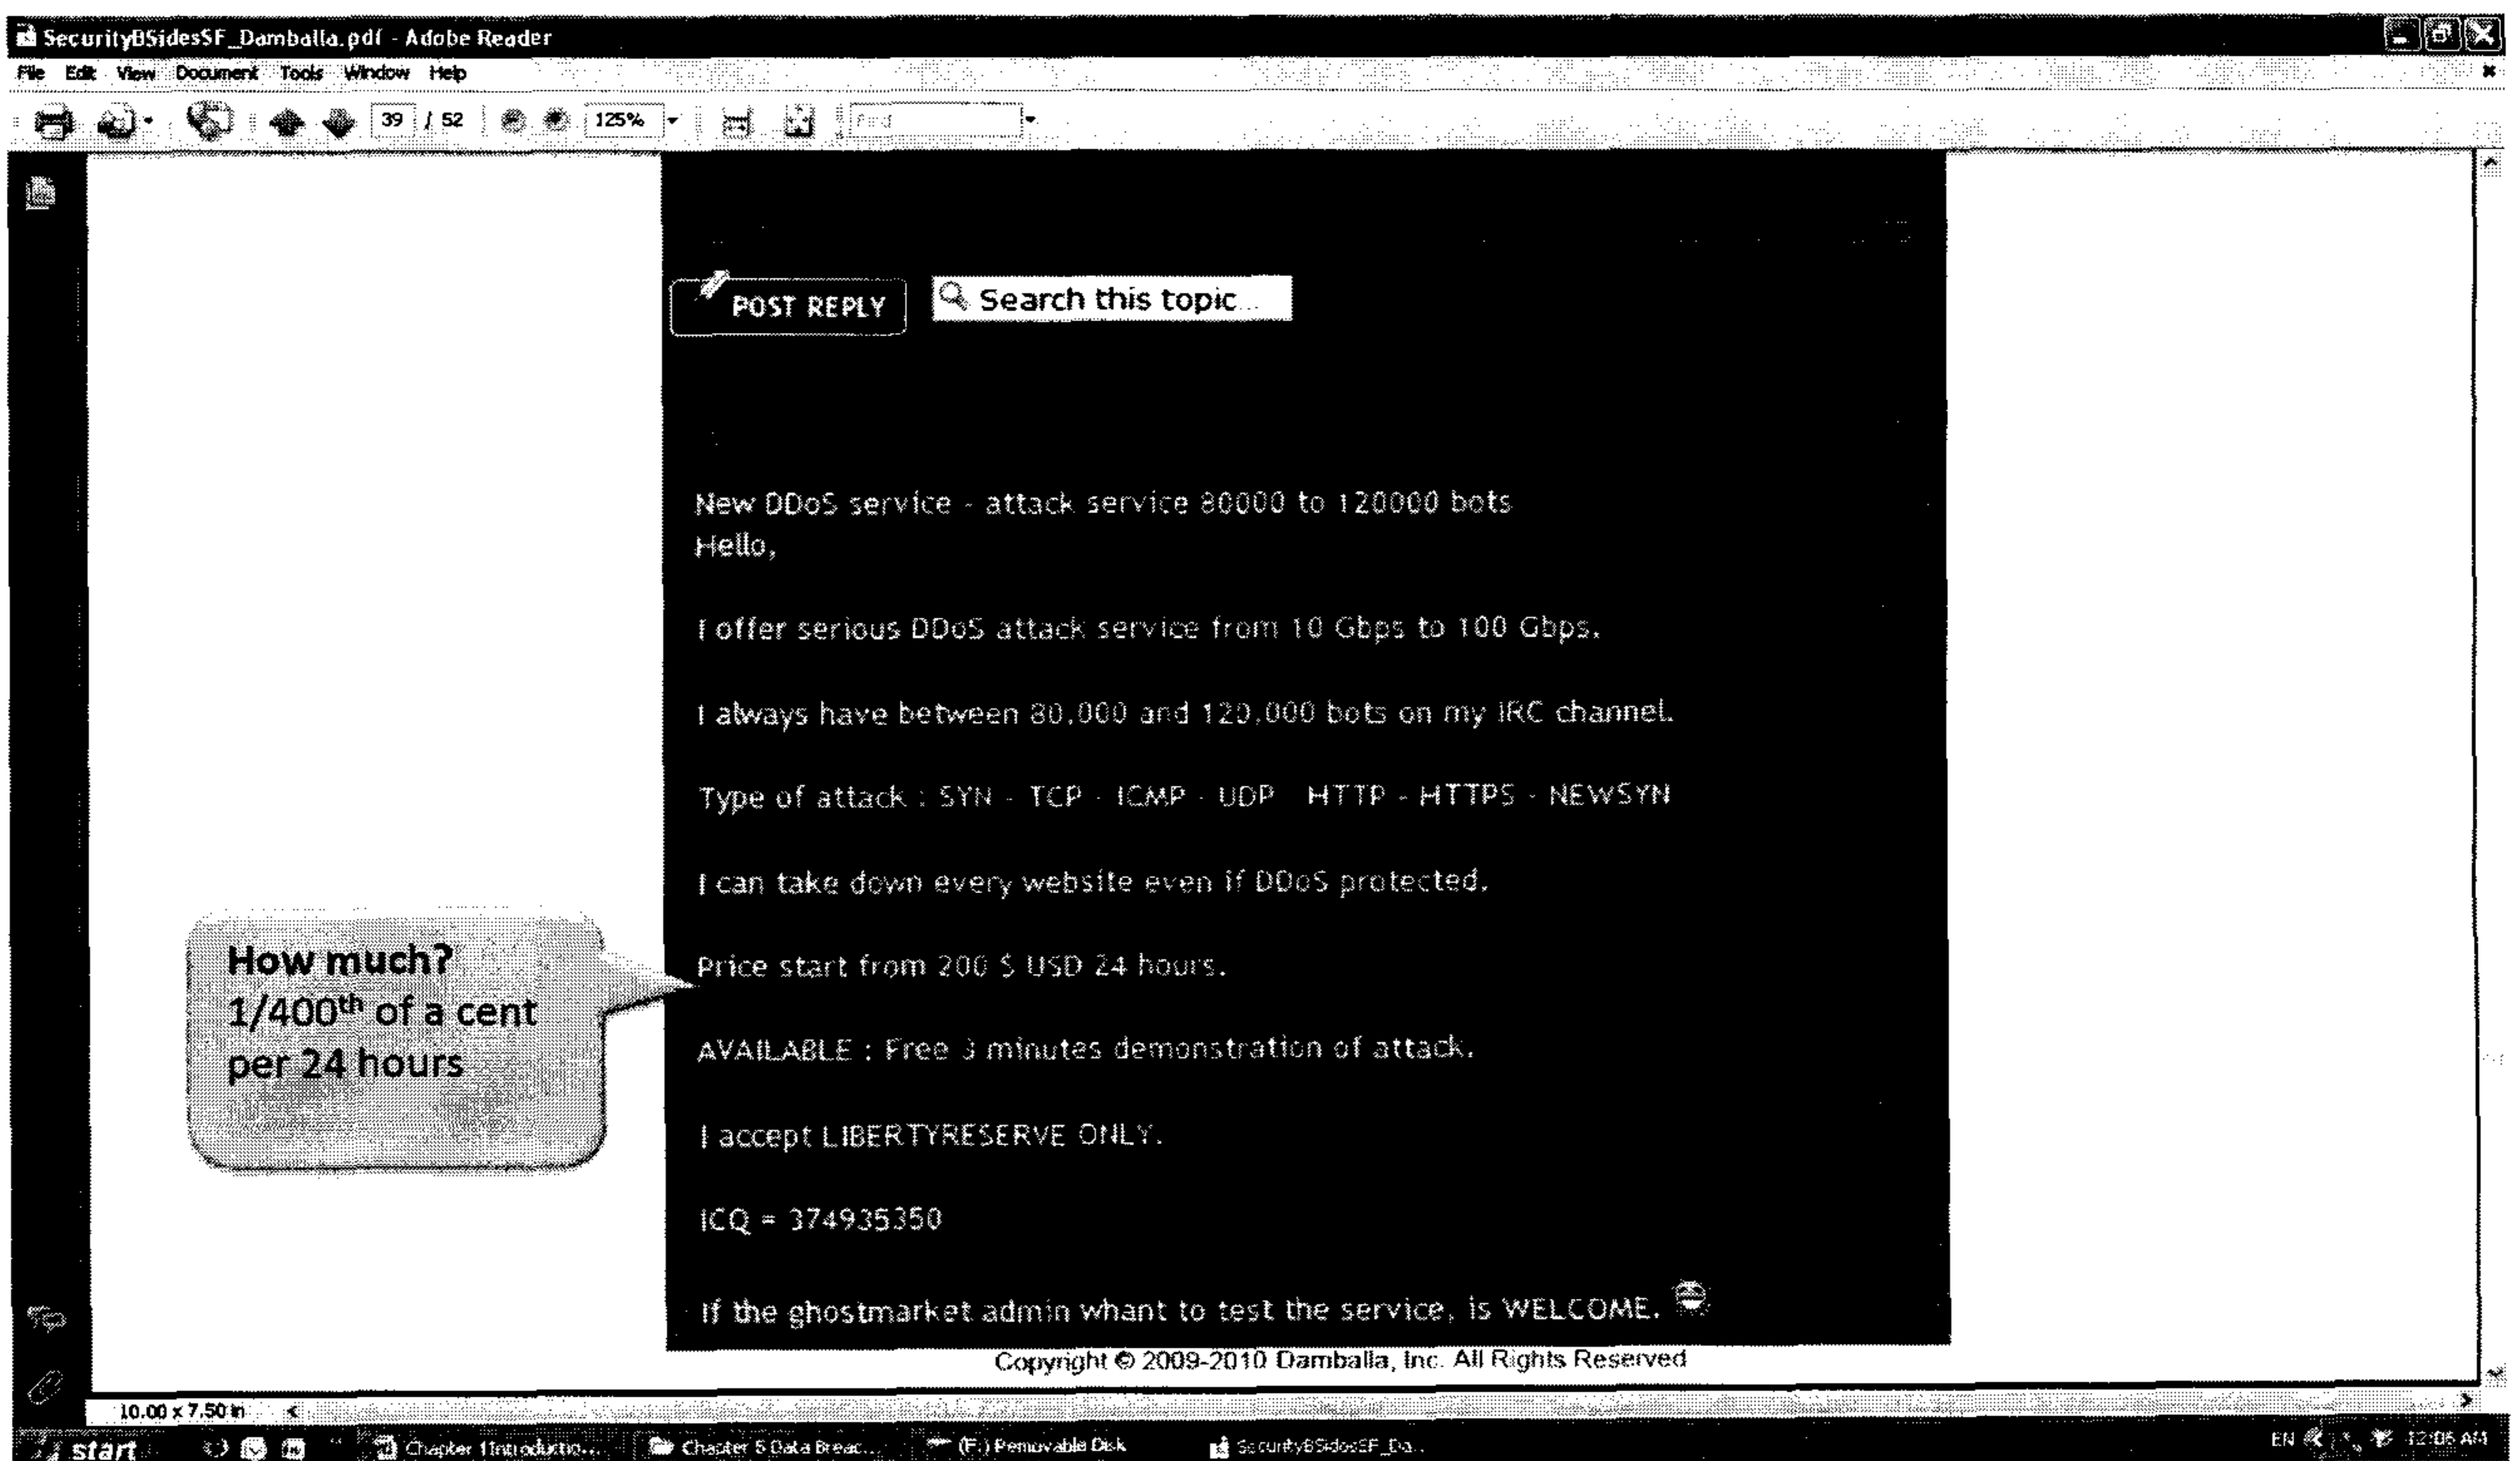 SecurityBSidesSF_Damballa.pdf - Adobe Reader
File Edit View Document Tools Window Help
39 / 52 125% Find
POST REPLY Search this topic...
New DDoS service - attack service 80000 to 120000 bots
Hello,
I offer serious DDoS attack service from 10 Gbps to 100 Gbps.
I always have between 80,000 and 120,000 bots on my IRC channel.
Type of attack : SYN - TCP - ICMP - UDP HTTP - HTTPS - NEWSYN
I can take down every website even if DDoS protected.
How much?
1/400th of a cent
per 24 hours
Price start from 200 $ USD 24 hours.
AVAILABLE : Free 3 minutes demonstration of attack.
I accept LIBERTYRESERVE ONLY.
ICQ = 374935350
If the ghostmarket admin whant to test the service, is WELCOME.
Copyright © 2009-2010 Damballa, Inc. All Rights Reserved
10.00 x 7.50 in
start Chapter 1Introductio... Chapter 5 Data Breac... (F:) Removable Disk SecurityBSidesSF_Da... EN 12:06 AM